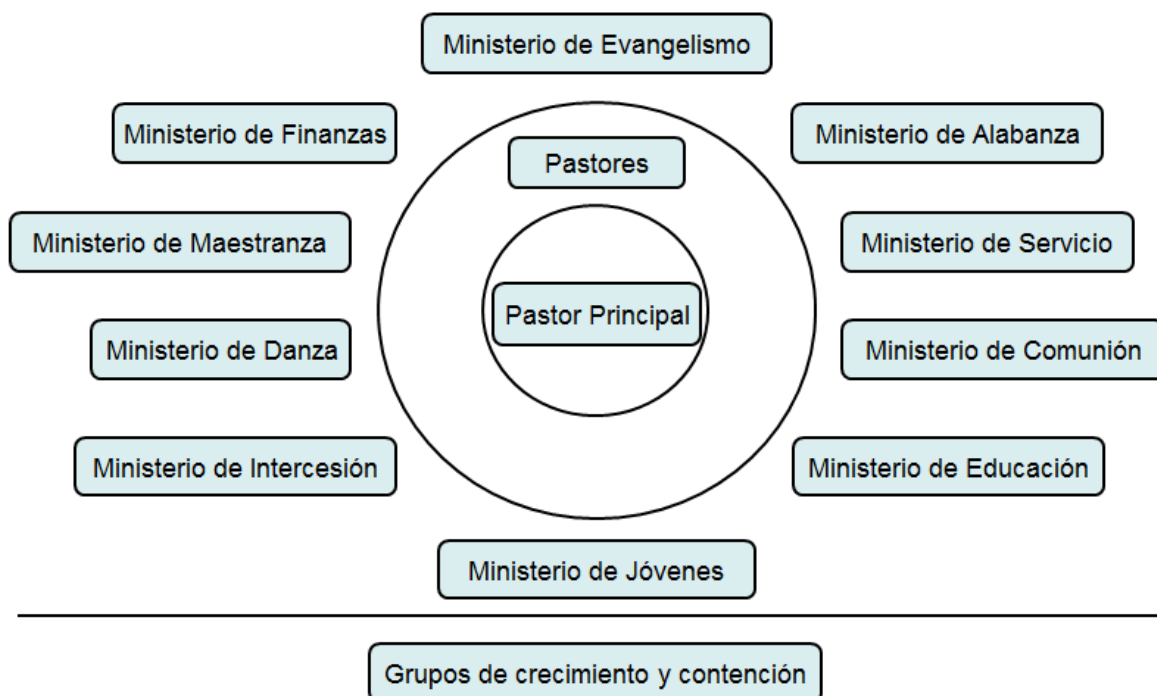 Ministerio de Evangelismo
Ministerio de Finanzas
Ministerio de Alabanza
Pastores
Ministerio de Maestranza
Ministerio de Servicio
Pastor Principal
Ministerio de Danza
Ministerio de Comunión
Ministerio de Intercesión
Ministerio de Educación
Ministerio de Jóvenes
Grupos de crecimiento y contención